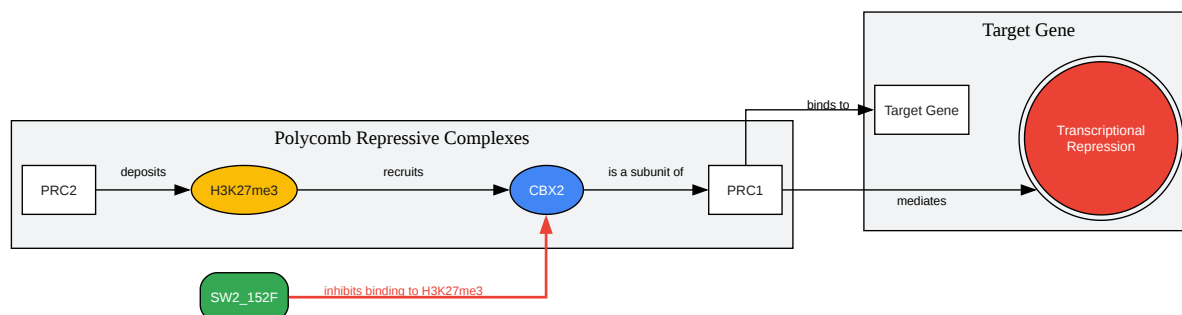 Target Gene
binds to
Target Gene
Transcriptional
Repression
Polycomb Repressive Complexes
PRC2
deposits
H3K27me3
recruits
CBX2
is a subunit of
PRC1
mediates
SW2_152F
inhibits binding to H3K27me3